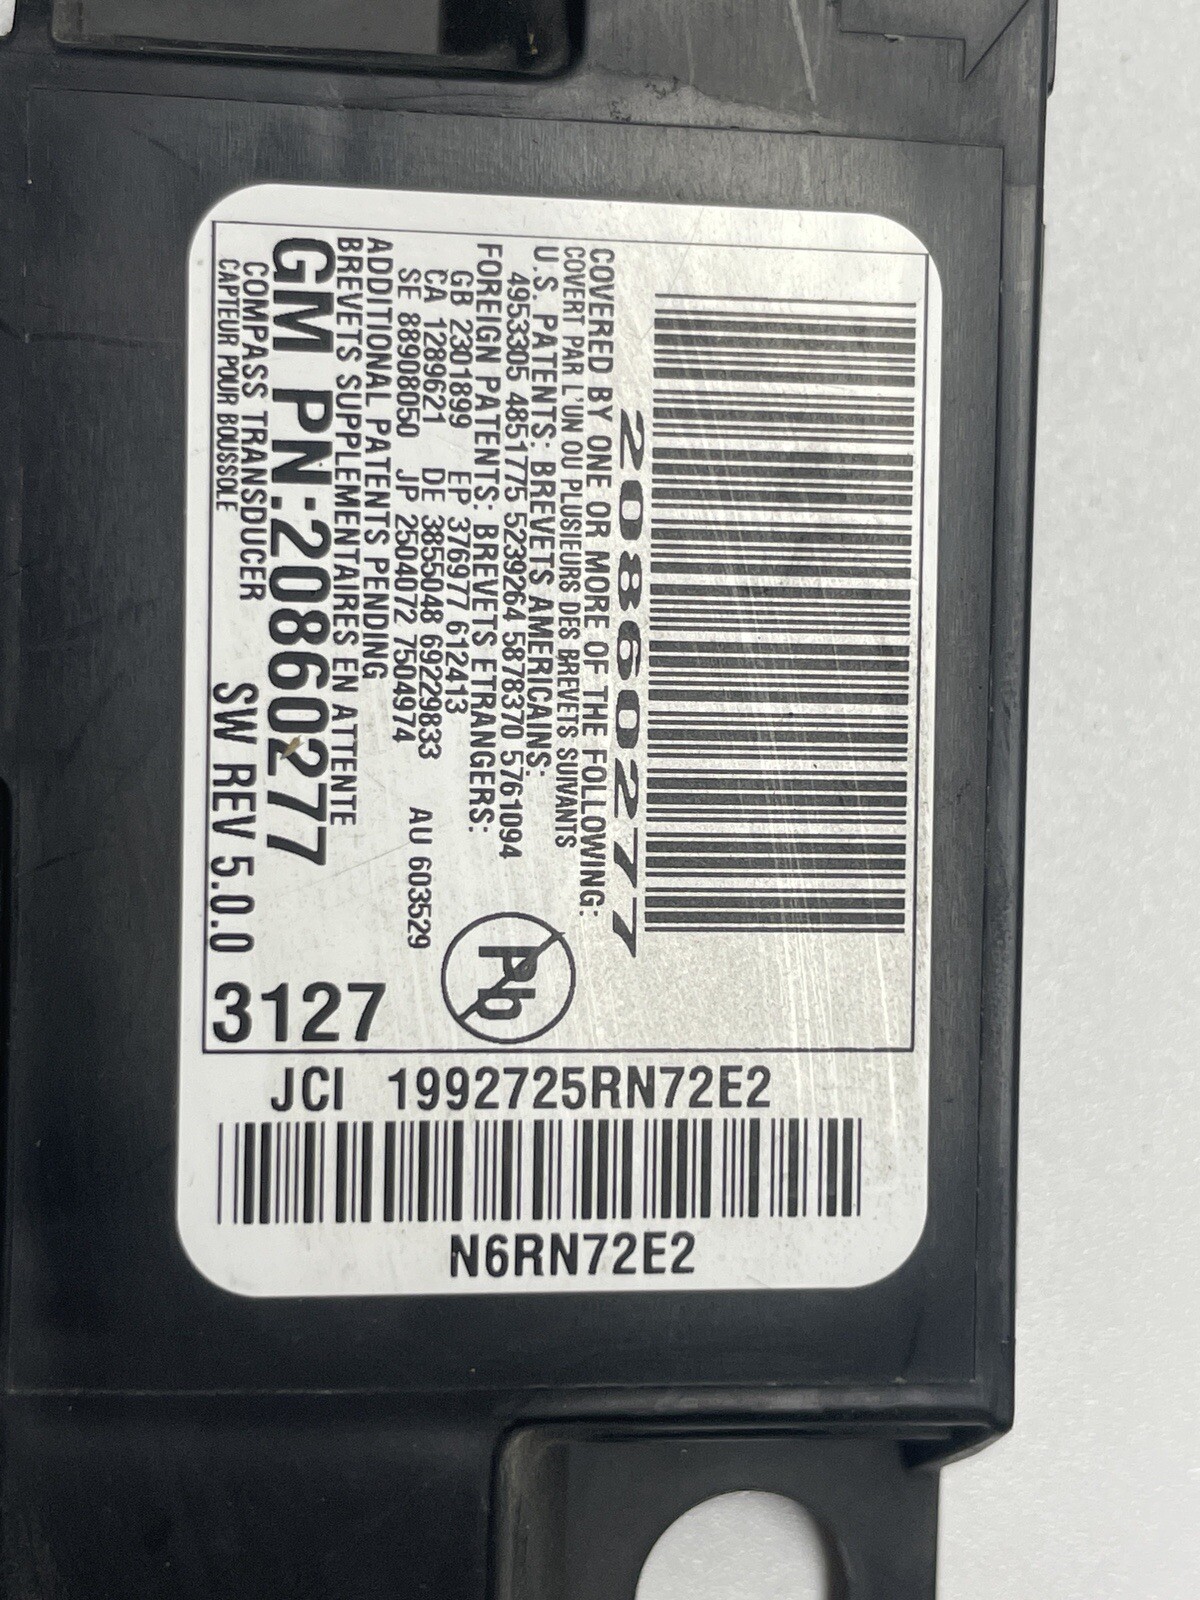 20860277
COVERED BY ONE OR MORE OF THE FOLLOWING:
COVERT PAR L'UN OU PLUSIEURS DES BREVETS SUIVANTS
U.S. PATENTS: BREVETS AMERICAINS:
4953305 4851775 5239264 5878370 5761094
FOREIGN PATENTS: BREVETS ETRANGERS:
GB 2301899 EP 376977 612413
CA 1289621 DE 3855048 69229833 AU 603529
SE 88908050 JP 2504072 7504974
ADDITIONAL PATENTS PENDING
BREVETS SUPPLEMENTAIRES EN ATTENTE
GM PN:20860277
COMPASS TRANSDUCER
CAPTEUR POUR BOUSSOLE
SW REV 5.0.0
Pb
3127
JCI 1992725RN72E2
N6RN72E2